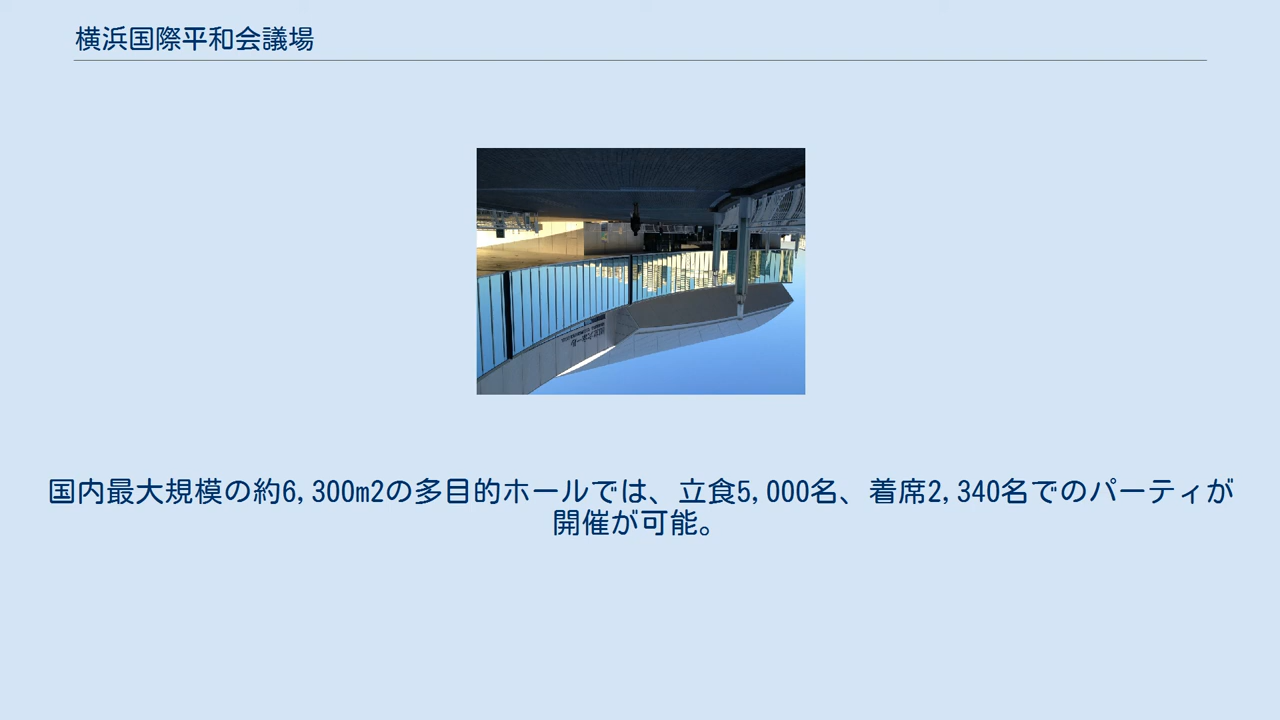 横浜国際平和会議場
国内最大規模の約6,300m2の多目的ホールでは、立食5,000名、着席2,340名でのパーティが
開催が可能。